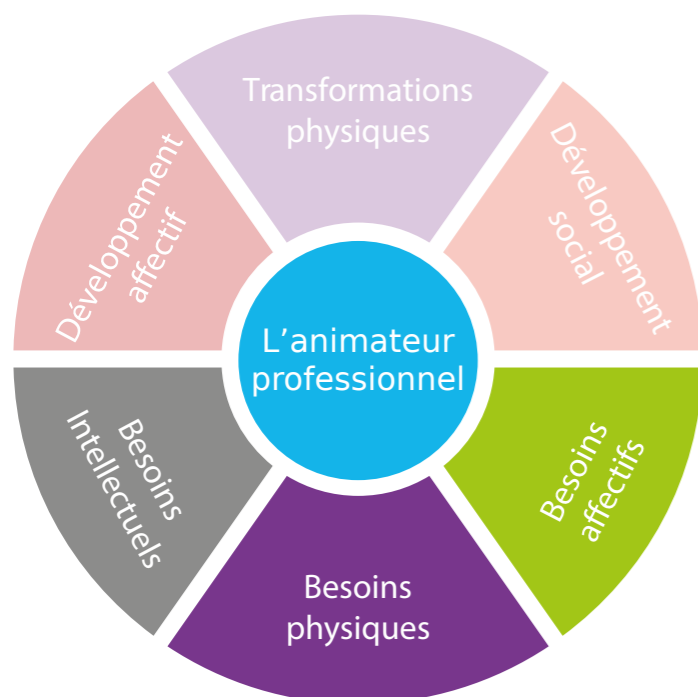 Transformations
physiques
Développement
social
Besoins
affectifs
Besoins
physiques
Besoins
Intellectuels
Développement
affectif
L’animateur
professionnel